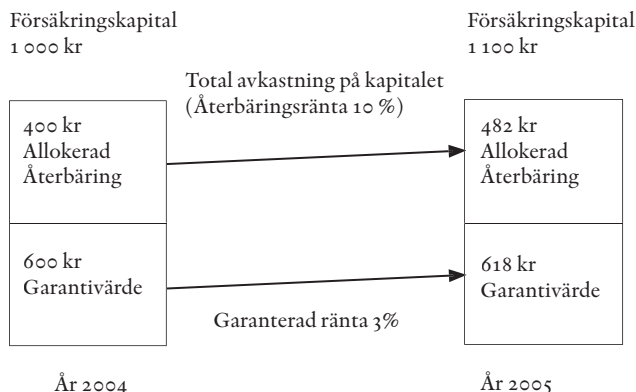 Försäkringskapital
1 000 kr
Försäkringskapital
1 100 kr
Total avkastning på kapitalet
(Återbäringsränta 10 %)
400 kr
Allokerad
Återbäring
482 kr
Allokerad
Återbäring
600 kr
Garantivärde
618 kr
Garantivärde
Garanterad ränta 3%
År 2004
År 2005